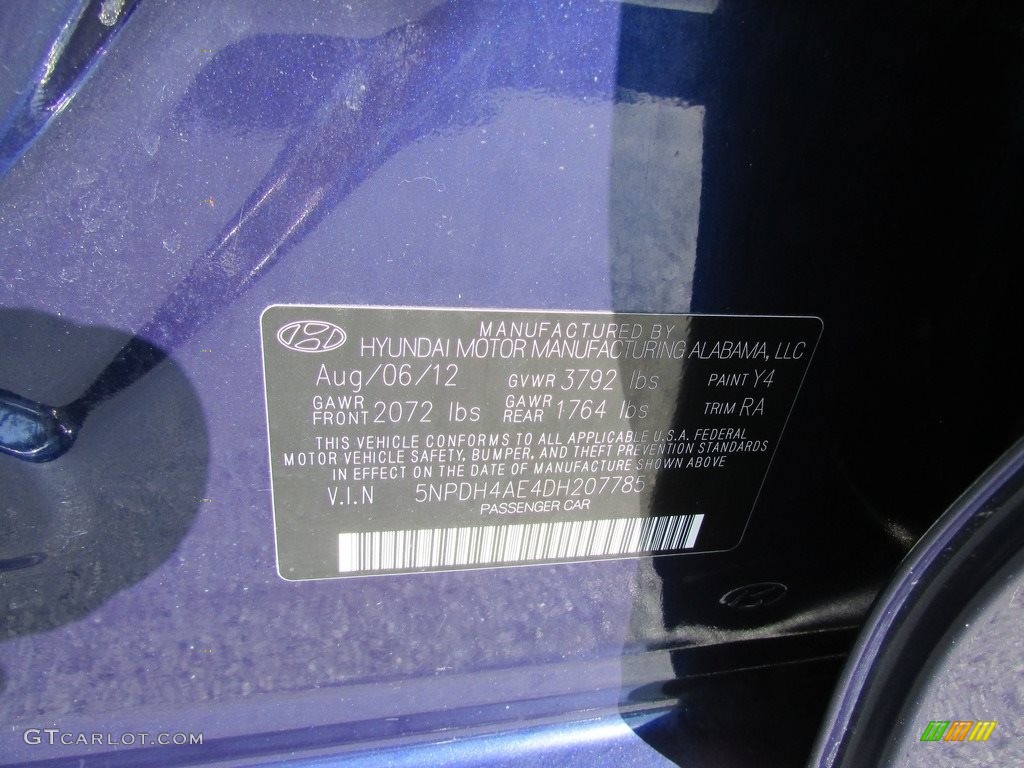 MANUFACTURED BY
HYUNDAI MOTOR MANUFACTURING ALABAMA, LLC
Aug/06/12 GVWR 3792 lbs PAINT Y4
GAWR FRONT 2072 lbs GAWR REAR 1764 lbs TRIM RA
THIS VEHICLE CONFORMS TO ALL APPLICABLE U.S.A. FEDERAL
MOTOR VEHICLE SAFETY, BUMPER, AND THEFT PREVENTION STANDARDS
IN EFFECT ON THE DATE OF MANUFACTURE SHOWN ABOVE
V.I.N 5NPDH4AE4DH207785
PASSENGER CAR
GTCARLOT.COM